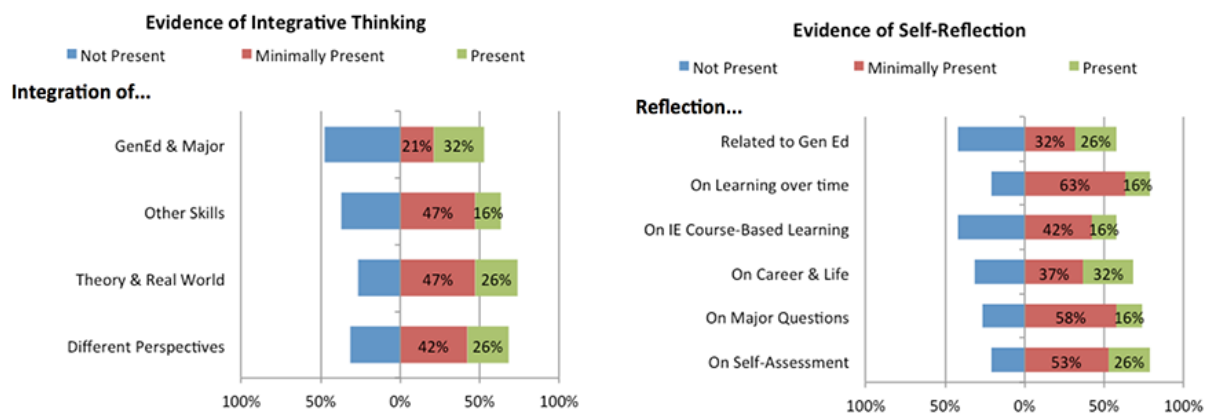 Evidence of Integrative Thinking
Not Present Minimally Present Present
Integration of...
GenEd & Major 21% 32%
Other Skills 47% 16%
Theory & Real World 47% 26%
Different Perspectives 42% 26%
100% 50% 0% 50% 100%
Evidence of Self-Reflection
Not Present Minimally Present Present
Reflection...
Related to Gen Ed 32% 26%
On Learning over time 63% 16%
On IE Course-Based Learning 42% 16%
On Career & Life 37% 32%
On Major Questions 58% 16%
On Self-Assessment 53% 26%
100% 50% 0% 50% 100%